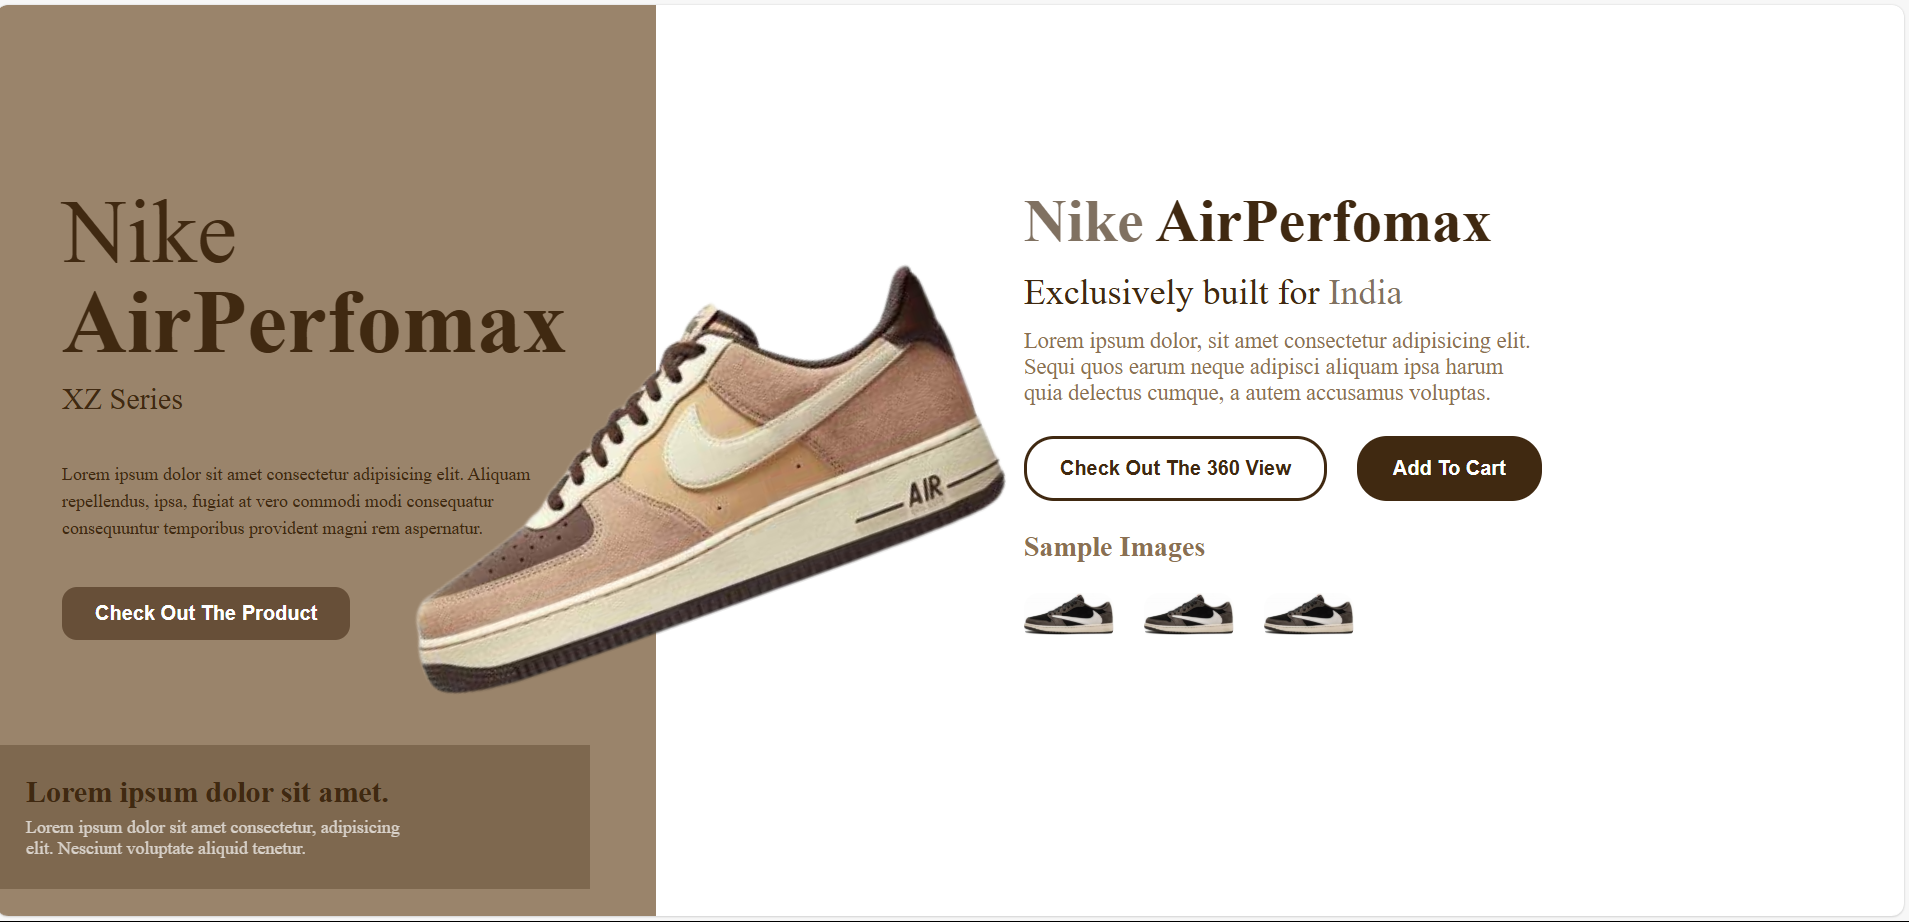 Nike
AirPerfomax
XZ Series
Lorem ipsum dolor sit amet consectetur adipisicing elit. Aliquam
repellendus, ipsa, fugiat at vero commodi modi consequatur
consequuntur temporibus provident magni rem aspernatur.
Check Out The Product
Lorem ipsum dolor sit amet.
Lorem ipsum dolor sit amet consectetur, adipisicing
elit. Nesciunt voluptate aliquid tenetur.
AIR
Nike AirPerfomax
Exclusively built for India
Lorem ipsum dolor, sit amet consectetur adipisicing elit.
Sequi quos earum neque adipisci aliquam ipsa harum
quia delectus cumque, a autem accusamus voluptas.
Check Out The 360 View
Add To Cart
Sample Images